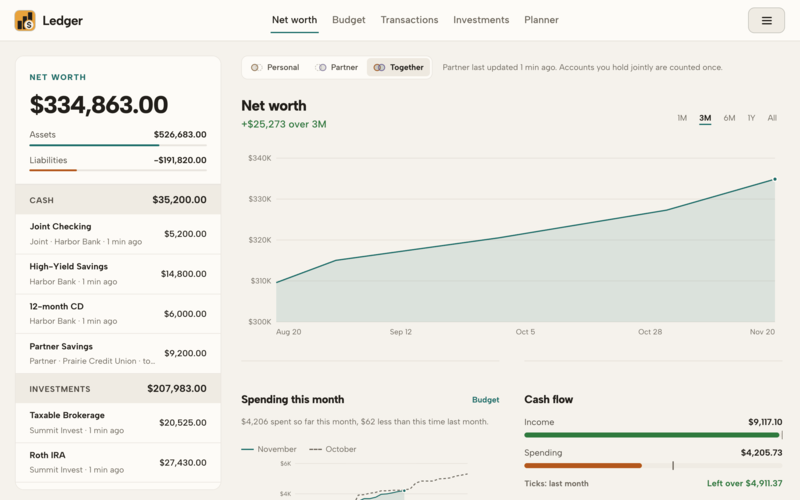 Ledger
Net worth
Budget
Transactions
Investments
Planner
NET WORTH
$334,863.00
Assets $526,683.00
Liabilities -$191,820.00
CASH $35,200.00
Joint Checking
Joint · Harbor Bank · 1 min ago
$5,200.00
High-Yield Savings
Harbor Bank · 1 min ago
$14,800.00
12-month CD
Harbor Bank · 1 min ago
$6,000.00
Partner Savings
Partner · Prairie Credit Union · to...
$9,200.00
INVESTMENTS $207,983.00
Taxable Brokerage
Summit Invest · 1 min ago
$20,525.00
Roth IRA
Summit Invest · 1 min ago
$27,430.00
Personal
Partner
Together
Partner last updated 1 min ago. Accounts you hold jointly are counted once.
Net worth
+$25,273 over 3M
1M 3M 6M 1Y All
$340K
$330K
$320K
$310K
$300K
Aug 20 Sep 12 Oct 5 Oct 28 Nov 20
Spending this month
Budget
$4,206 spent so far this month, $62 less than this time last month.
November October
$6K
$4K
Cash flow
Income $9,117.10
Spending $4,205.73
Ticks: last month Left over $4,911.37